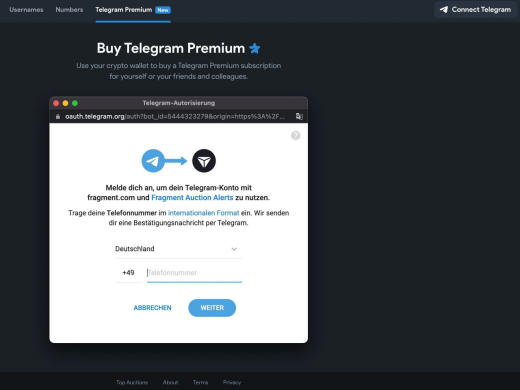 Usernames Numbers Telegram Premium New Connect Telegram
Buy Telegram Premium
Use your crypto wallet to buy a Telegram Premium subscription
for yourself or your friends and colleagues.
Telegram-Autorisierung
oauth.telegram.org/auth?bot_id=5444323279&origin=https%3A%2F...
?
Melde dich an, um dein Telegram-Konto mit
fragment.com und Fragment Auction Alerts zu nutzen.
Trage deine Telefonnummer im internationalen Format ein. Wir senden
dir eine Bestätigungsnachricht per Telegram.
Deutschland
+49 Telefonnummer
ABBRECHEN WEITER
Top Auctions About Terms Privacy